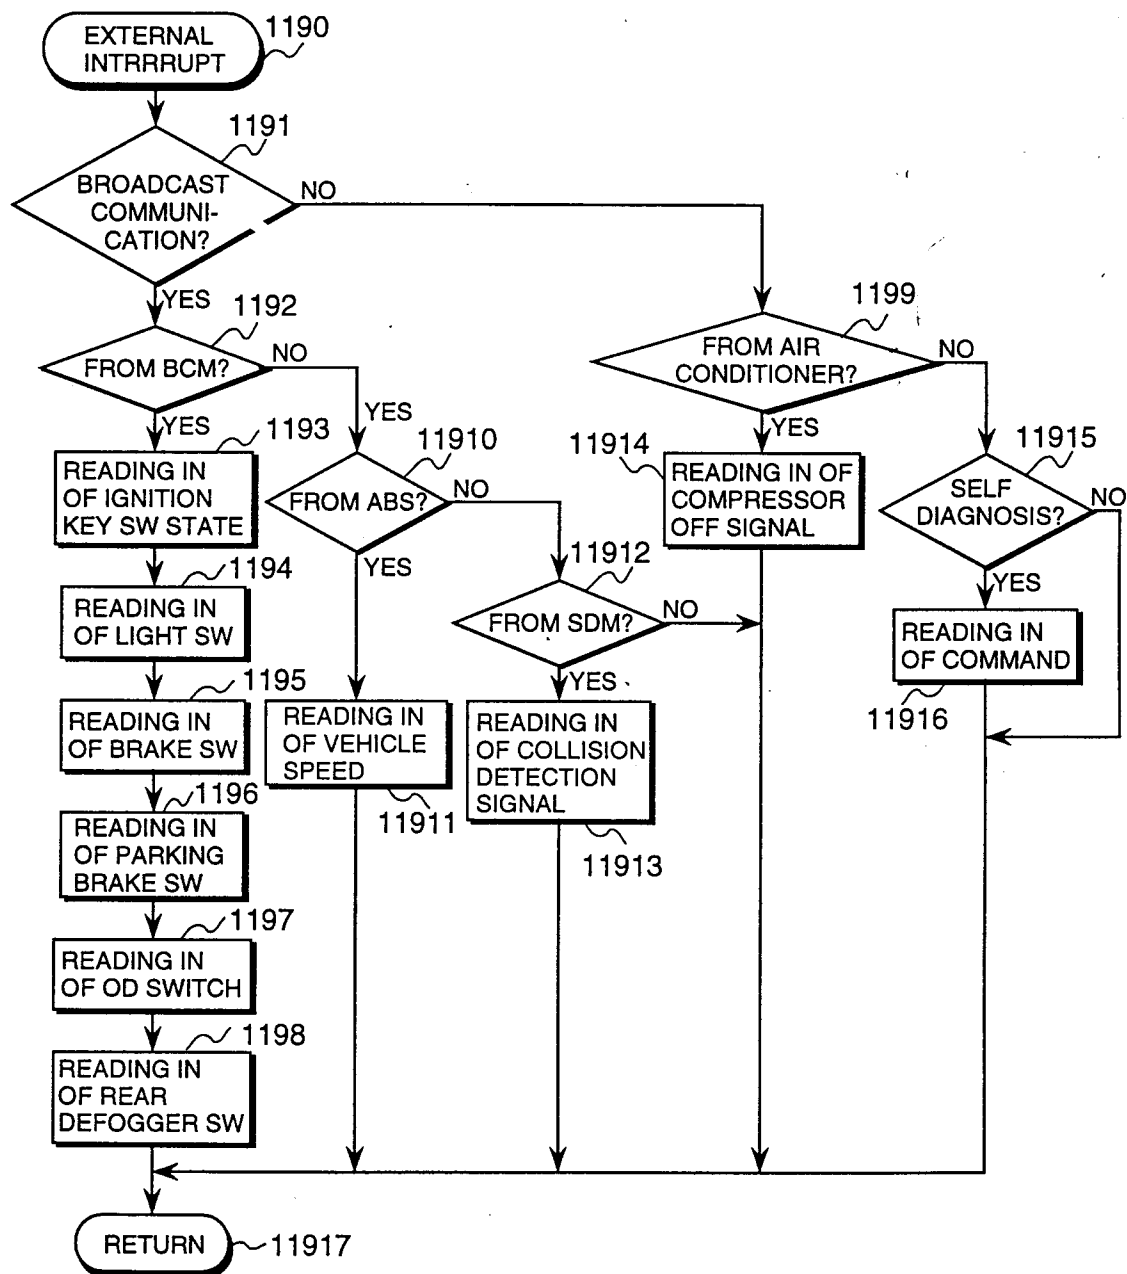 EXTERNAL
INTRRRUPT
1190
1191
BROADCAST
COMMUNI-
CATION?
NO
YES
1192
FROM BCM?
NO
YES
1193
READING IN
OF IGNITION
KEY SW STATE
1194
READING IN
OF LIGHT SW
1195
READING IN
OF BRAKE SW
1196
READING IN
OF PARKING
BRAKE SW
1197
READING IN
OF OD SWITCH
1198
READING IN
OF REAR
DEFOGGER SW
YES
11910
FROM ABS?
NO
YES
READING IN
OF VEHICLE
SPEED
11911
11912
FROM SDM?
NO
YES
READING IN
OF COLLISION
DETECTION
SIGNAL
11913
1199
FROM AIR
CONDITIONER?
NO
YES
11914
READING IN OF
COMPRESSOR
OFF SIGNAL
11915
SELF
DIAGNOSIS?
NO
YES
READING IN
OF COMMAND
11916
RETURN
11917